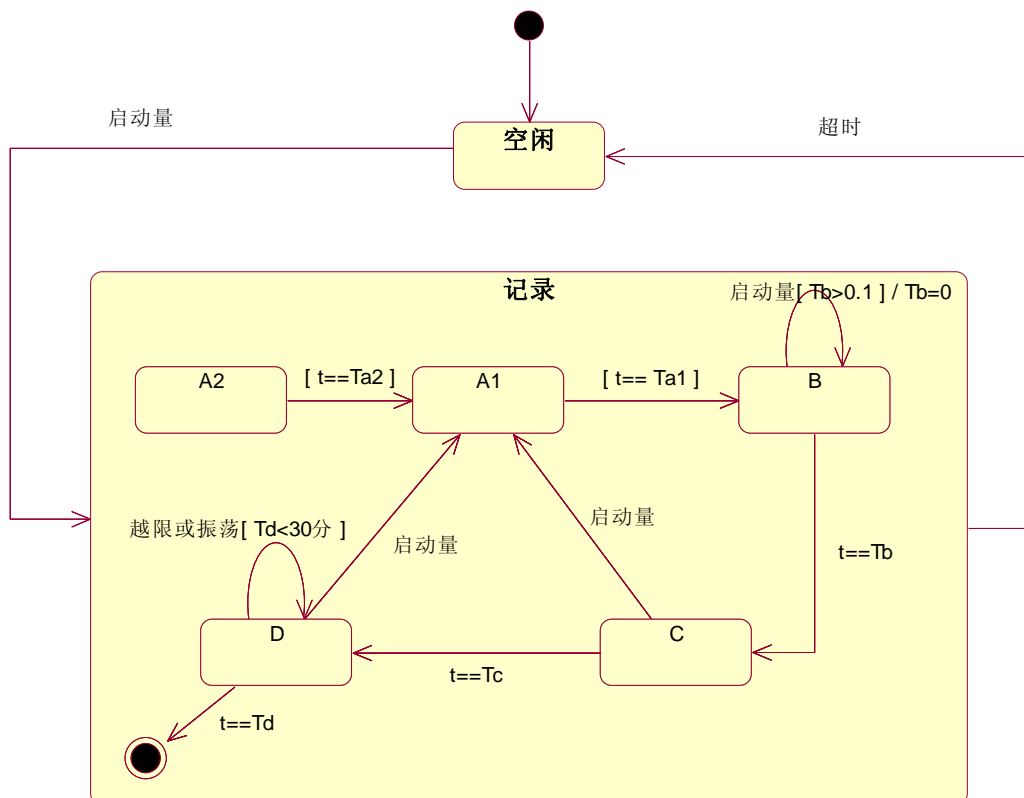 启动量
超时
空闲
记录
启动量[ Tb>0.1 ] / Tb=0
A2
[ t==Ta2 ]
A1
[ t== Ta1 ]
B
越限或振荡[ Td<30分 ]
启动量
启动量
t==Tb
D
C
t==Tc
t==Td